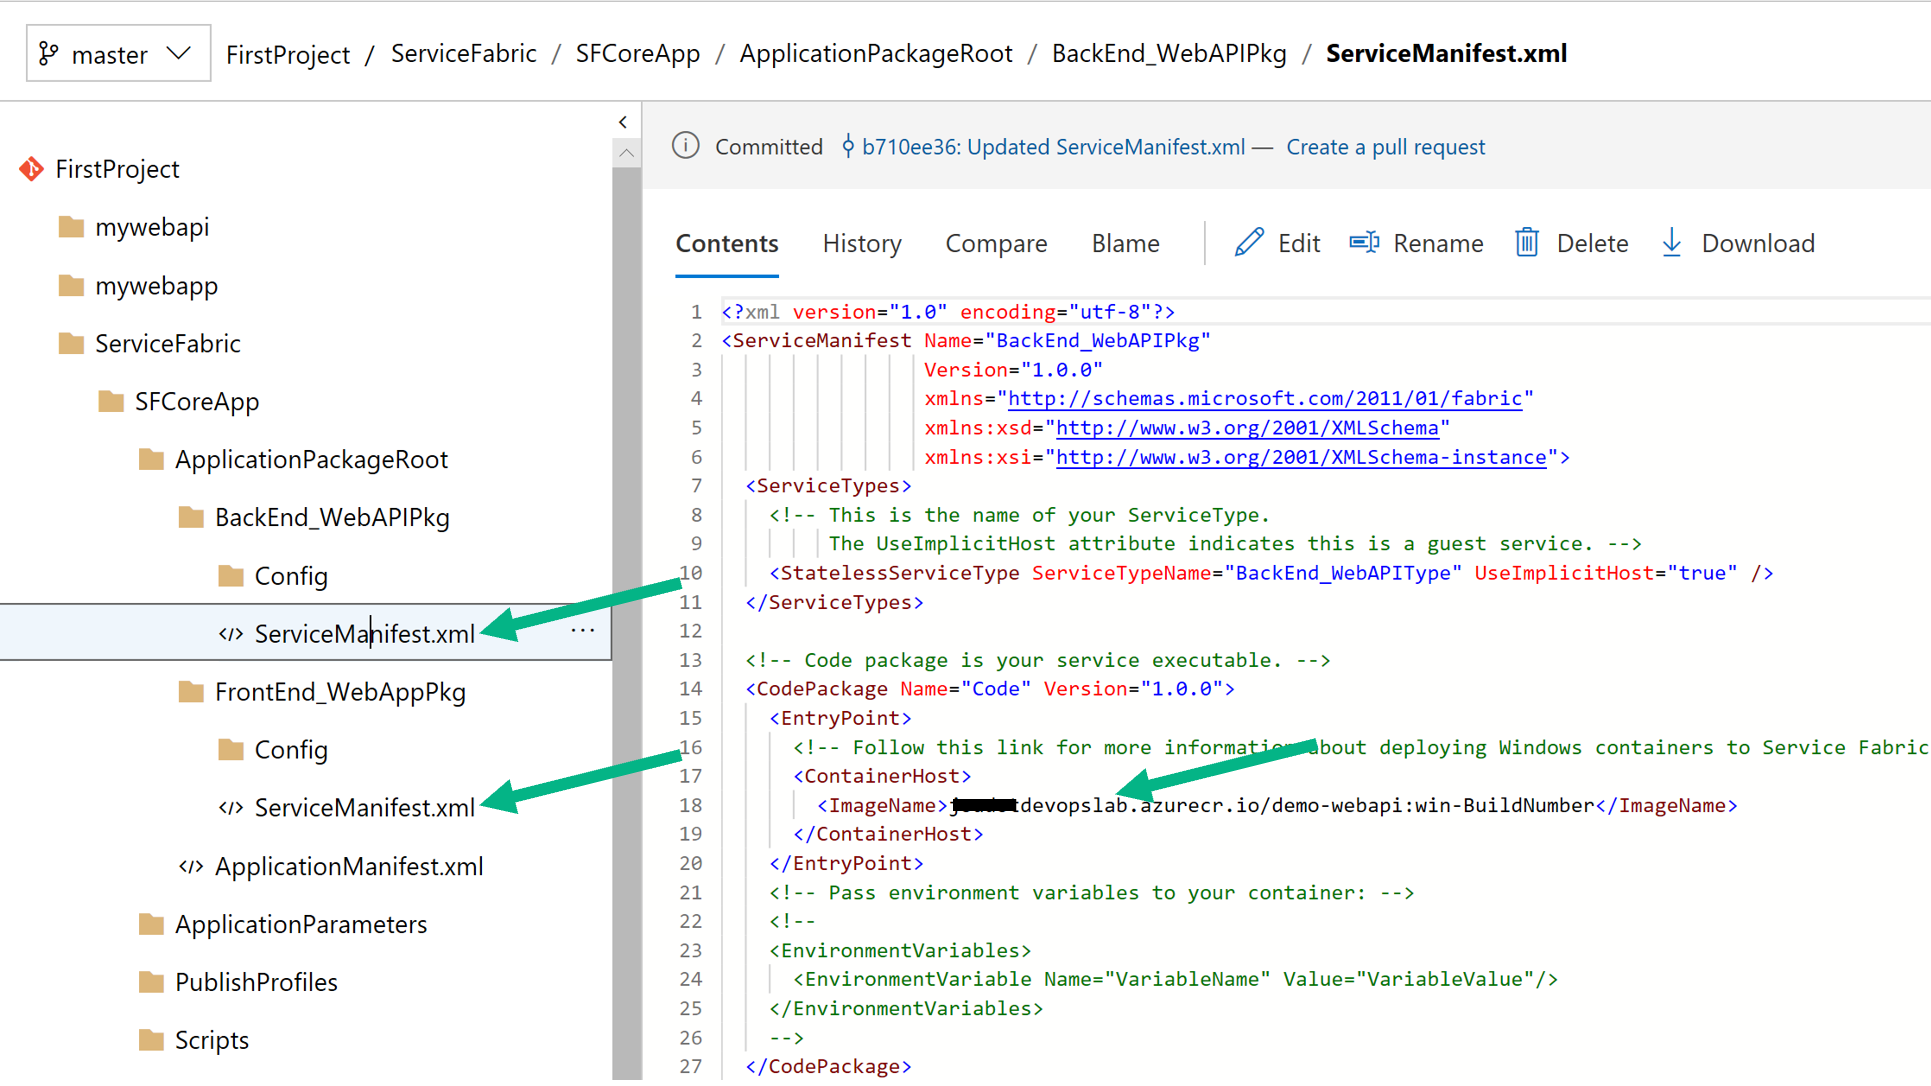 master FirstProject / ServiceFabric / SFCoreApp / ApplicationPackageRoot / BackEnd_WebAPIPkg / ServiceManifest.xml
FirstProject
mywebapi
mywebapp
ServiceFabric
SFCoreApp
ApplicationPackageRoot
BackEnd_WebAPIPkg
Config
</> ServiceManifest.xml ...
FrontEnd_WebAppPkg
Config
</> ServiceManifest.xml
</> ApplicationManifest.xml
ApplicationParameters
PublishProfiles
Scripts
Committed b710ee36: Updated ServiceManifest.xml — Create a pull request
Contents History Compare Blame Edit Rename Delete Download
1 <?xml version="1.0" encoding="utf-8"?>
2 <ServiceManifest Name="BackEnd_WebAPIPkg"
3 Version="1.0.0"
4 xmlns="http://schemas.microsoft.com/2011/01/fabric"
5 xmlns:xsd="http://www.w3.org/2001/XMLSchema"
6 xmlns:xsi="http://www.w3.org/2001/XMLSchema-instance">
7 <ServiceTypes>
8 <!-- This is the name of your ServiceType.
9 The UseImplicitHost attribute indicates this is a guest service. -->
10 <StatelessServiceType ServiceTypeName="BackEnd_WebAPIType" UseImplicitHost="true" />
11 </ServiceTypes>
12
13 <!-- Code package is your service executable. -->
14 <CodePackage Name="Code" Version="1.0.0">
15 <EntryPoint>
16 <!-- Follow this link for more information about deploying Windows containers to Service Fabric
17 <ContainerHost>
18 <ImageName>devopslab.azurecr.io/demo-webapi:win-BuildNumber</ImageName>
19 </ContainerHost>
20 </EntryPoint>
21 <!-- Pass environment variables to your container: -->
22 <!--
23 <EnvironmentVariables>
24 <EnvironmentVariable Name="VariableName" Value="VariableValue"/>
25 </EnvironmentVariables>
26 -->
27 </CodePackage>